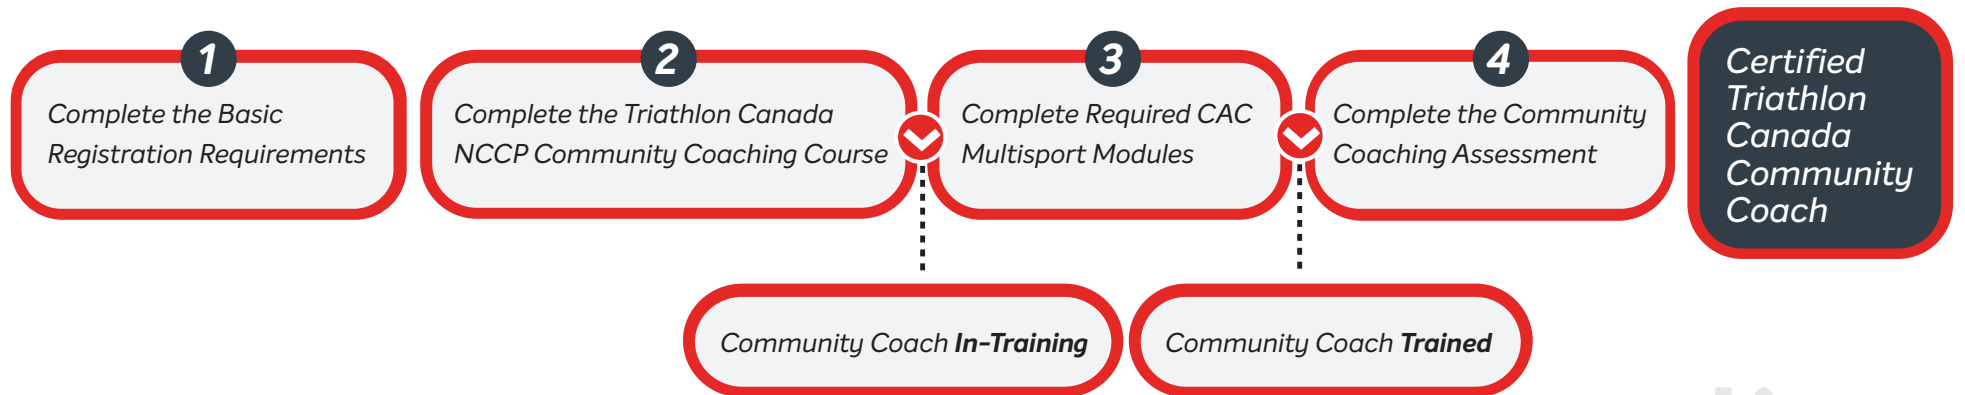 1
Complete the Basic
Registration Requirements
2
Complete the Triathlon Canada
NCCP Community Coaching Course
3
Complete Required CAC
Multisport Modules
4
Complete the Community
Coaching Assessment
Certified
Triathlon
Canada
Community
Coach
Community Coach In-Training
Community Coach Trained